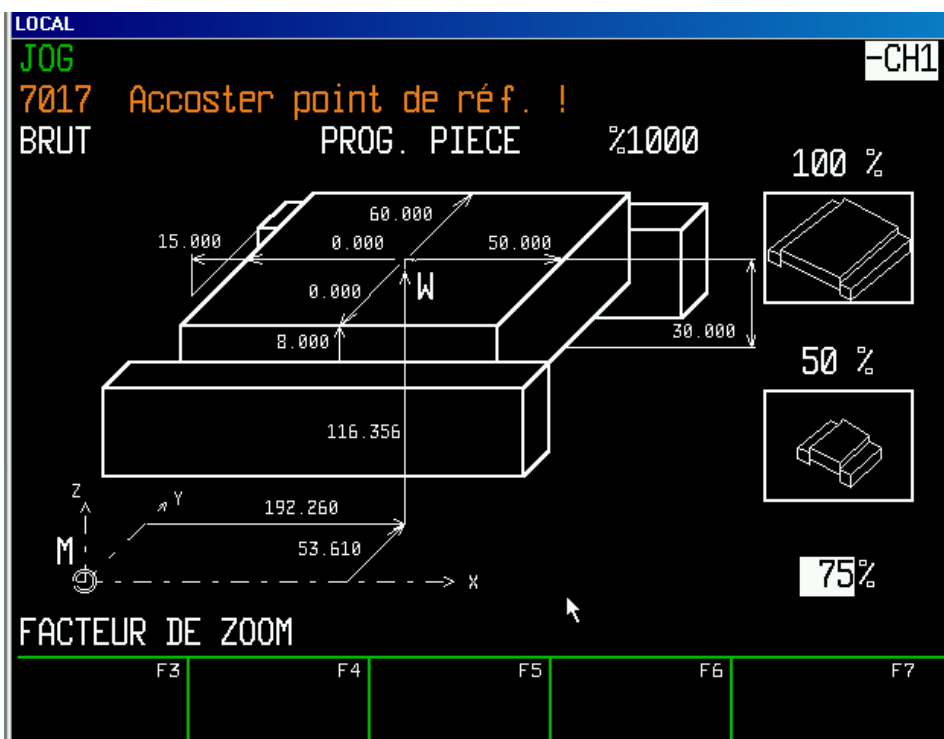 LOCAL
JOG -CH1
7017 Accoster point de réf. !
BRUT PROG. PIECE %1000
100 %
60.000
15.000 0.000 50.000
0.000 W
8.000 30.000
50 %
116.356
Z Y 192.260
M 53.610
X 75%
FACTEUR DE ZOOM
F3 F4 F5 F6 F7